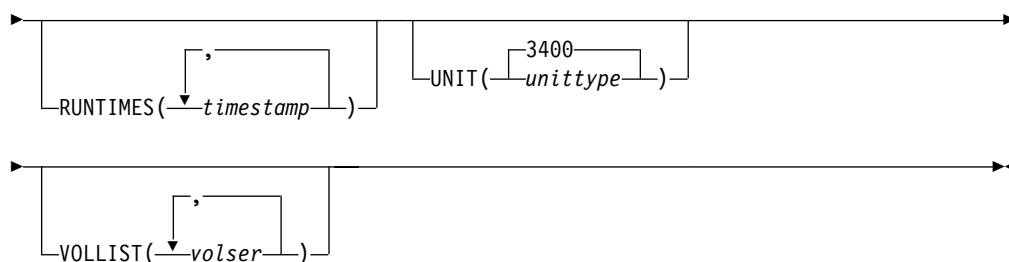 , 3400
RUNTIMES( timestamp ) UNIT( unittype )
,
VOLLIST( volser )